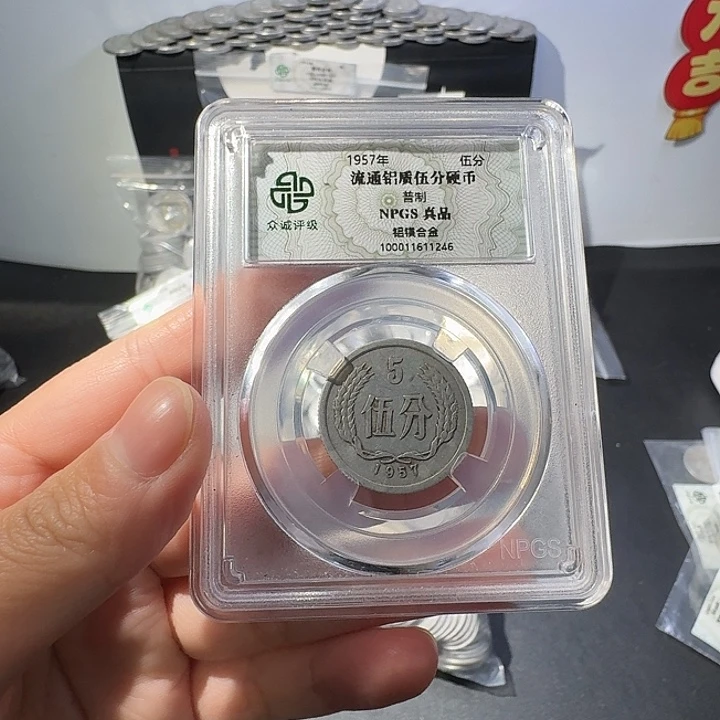 1957年 伍分
流通铝质伍分硬币
普制
NPGS 真品
铝镁合金
100011611246
众诚评级
5
伍分
1957
NPGS
吉